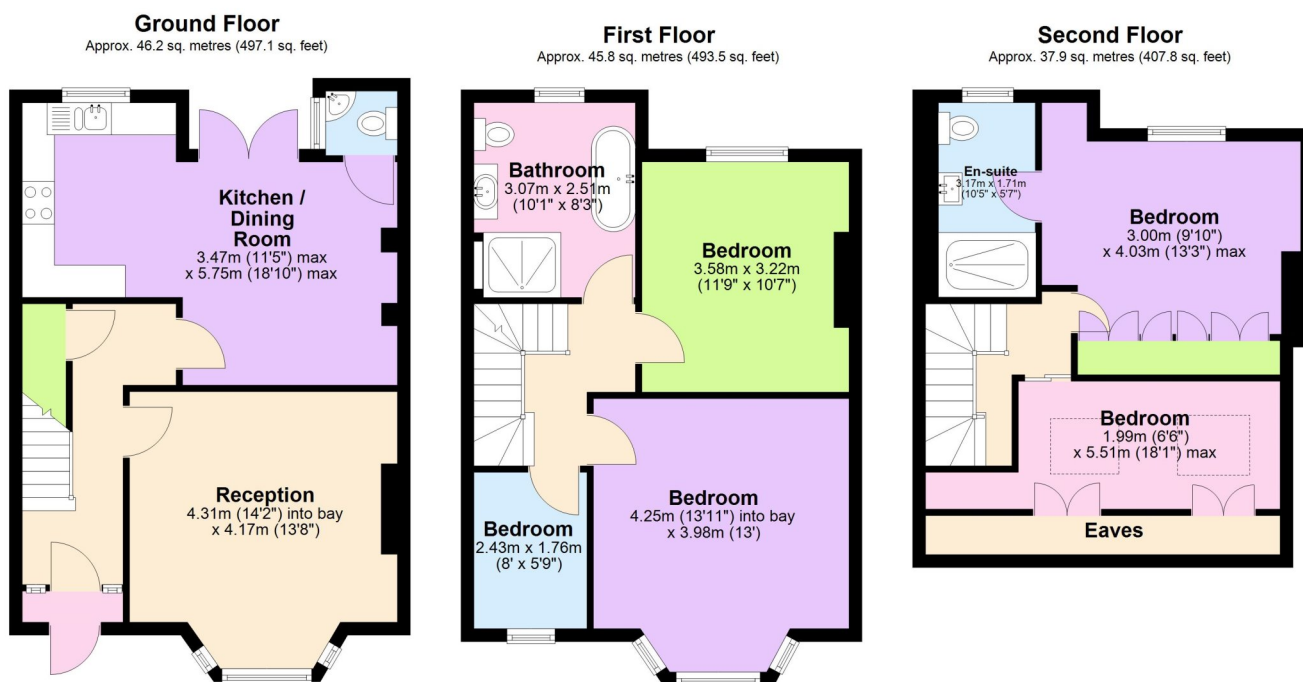 Ground Floor
Approx. 46.2 sq. metres (497.1 sq. feet)
Kitchen /
Dining
Room
3.47m (11'5") max
x 5.75m (18'10") max
Reception
4.31m (14'2") into bay
x 4.17m (13'8")
First Floor
Approx. 45.8 sq. metres (493.5 sq. feet)
Bathroom
3.07m x 2.51m
(10'1" x 8'3")
Bedroom
3.58m x 3.22m
(11'9" x 10'7")
Bedroom
2.43m x 1.76m
(8' x 5'9")
Bedroom
4.25m (13'11") into bay
x 3.98m (13')
Second Floor
Approx. 37.9 sq. metres (407.8 sq. feet)
En-suite
3.17m x 1.71m
(10'5" x 5'7")
Bedroom
3.00m (9'10")
x 4.03m (13'3") max
Bedroom
1.99m (6'6")
x 5.51m (18'1") max
Eaves